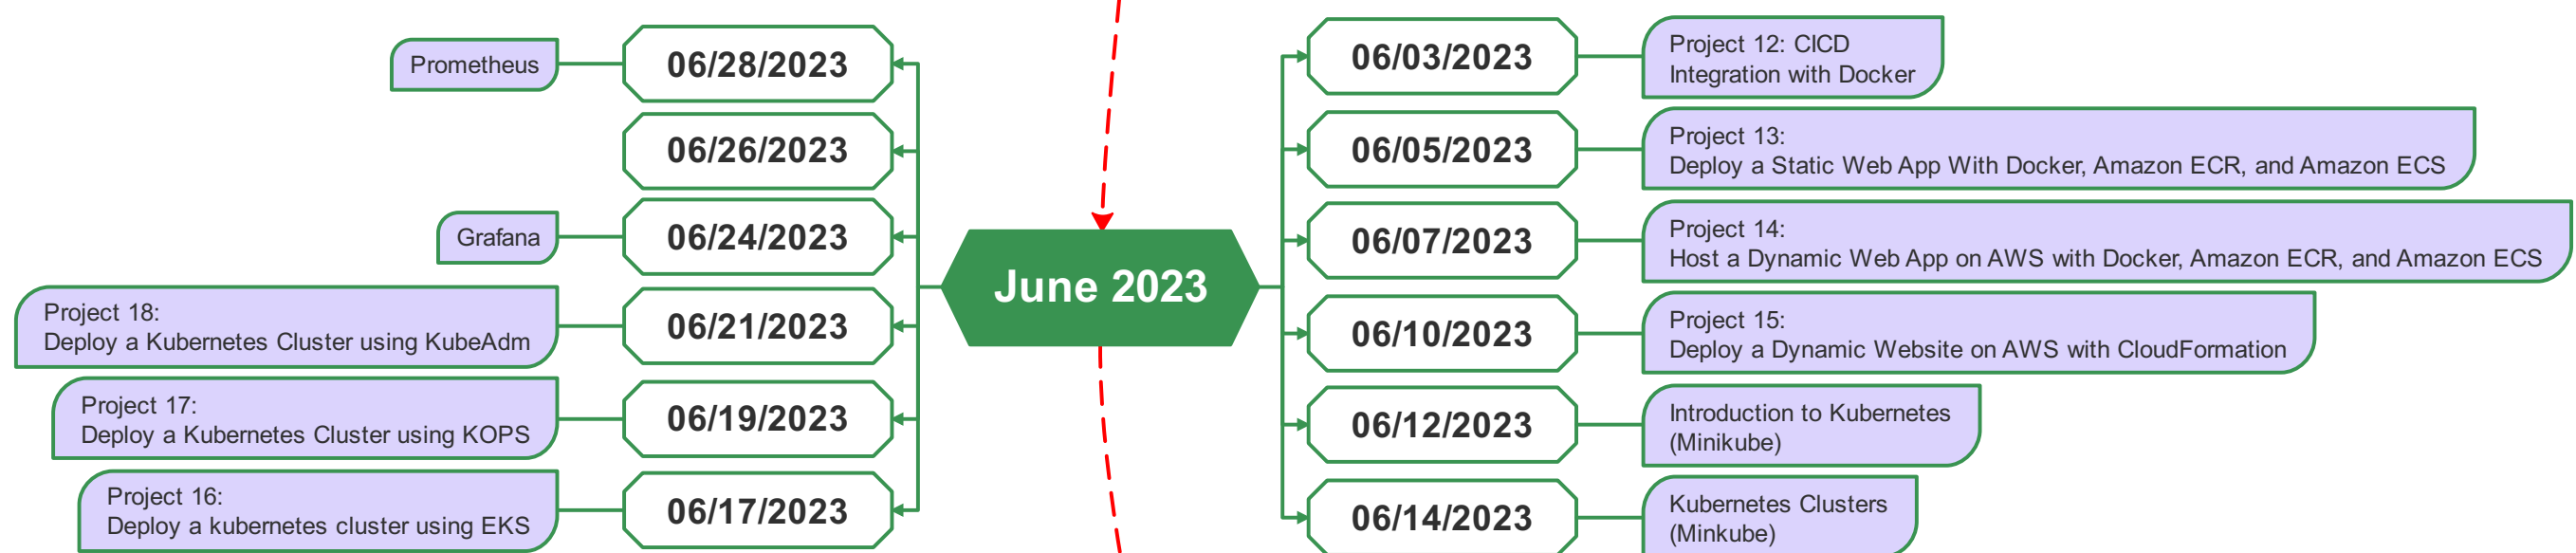 June 2023
06/03/2023
Project 12: CICD
Integration with Docker
06/05/2023
Project 13:
Deploy a Static Web App With Docker, Amazon ECR, and Amazon ECS
06/07/2023
Project 14:
Host a Dynamic Web App on AWS with Docker, Amazon ECR, and Amazon ECS
06/10/2023
Project 15:
Deploy a Dynamic Website on AWS with CloudFormation
06/12/2023
Introduction to Kubernetes
(Minikube)
06/14/2023
Kubernetes Clusters
(Minkube)
06/28/2023
Prometheus
06/26/2023
06/24/2023
Grafana
06/21/2023
Project 18:
Deploy a Kubernetes Cluster using KubeAdm
06/19/2023
Project 17:
Deploy a Kubernetes Cluster using KOPS
06/17/2023
Project 16:
Deploy a kubernetes cluster using EKS